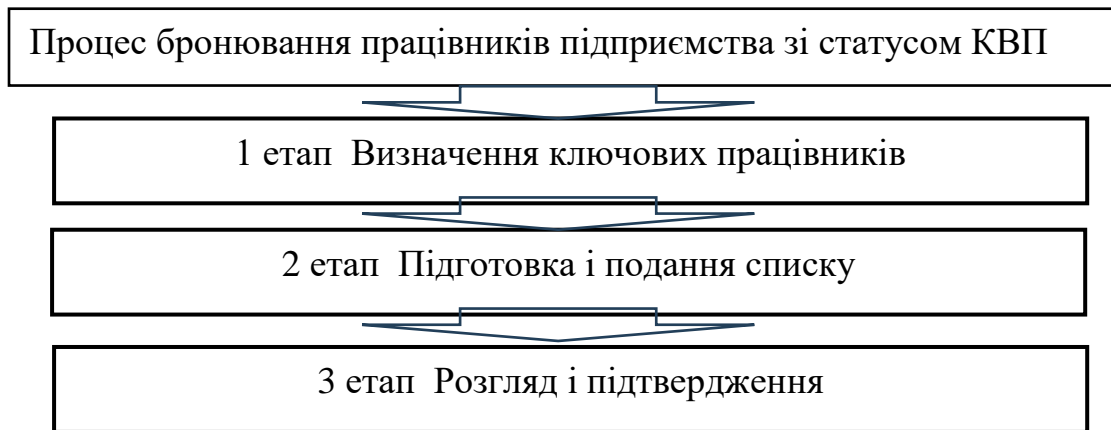 Процес бронювання працівників підприємства зі статусом КВП
1 етап Визначення ключових працівників
2 етап Підготовка і подання списку
3 етап Розгляд і підтвердження